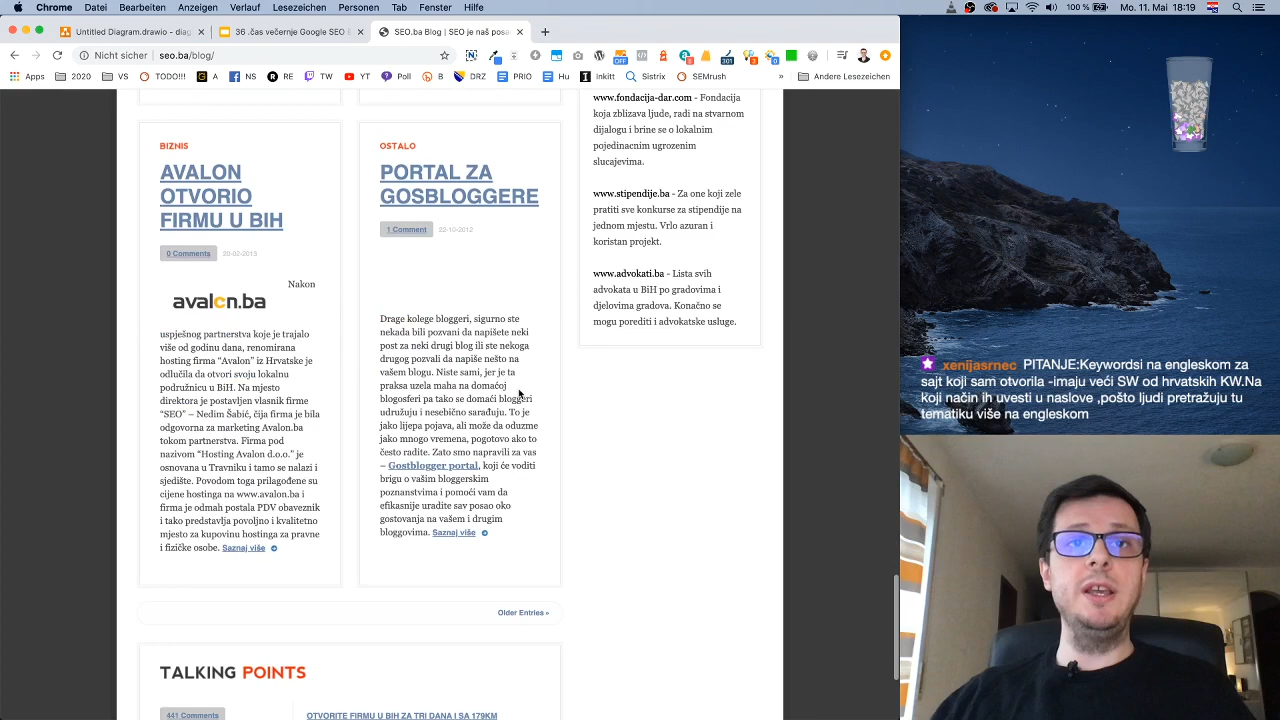 Chrome Datei Bearbeiten Anzeigen Verlauf Lesezeichen Personen Tab Fenster Hilfe
100 % Mo. 11. Mai 18:19
Untitled Diagram.drawio - diag
36 .čas večernje Google SEO
SEO.ba Blog | SEO je naš posa
Nicht sicher | seo.ba/blog/
OFF 8 301 3 0
Apps 2020 VS TODO!!! A NS RE TW YT Poll B DRZ PRIO Hu Inkitt Sistrix SEMrush » Andere Lesezeichen
BIZNIS
AVALON
OTVORIO
FIRMU U BIH
0 Comments 20-02-2013
Nakon
avalon.ba
uspješnog partnerstva koje je trajalo
više od godinu dana, renomirana
hosting firma “Avalon” iz Hrvatske je
odlučila da otvori svoju lokalnu
podružnicu u BiH. Na mjesto
direktora je postavljen vlasnik firme
“SEO” – Nedim Šabić, čija firma je bila
odgovorna za marketing Avalon.ba
tokom partnerstva. Firma pod
nazivom “Hosting Avalon d.o.o.” je
osnovana u Travniku i tamo se nalazi i
sjedište. Povodom toga prilagođene su
cijene hostinga na www.avalon.ba i
firma je odmah postala PDV obaveznik
i tako predstavlja povoljno i kvalitetno
mjesto za kupovinu hostinga za pravne
i fizičke osobe. Saznaj više
OSTALO
PORTAL ZA
GOSBLOGGERE
1 Comment 22-10-2012
Drage kolege bloggeri, sigurno ste
nekada bili pozvani da napišete neki
post za neki drugi blog ili ste nekoga
drugog pozvali da napiše nešto na
vašem blogu. Niste sami, jer je ta
praksa uzela maha na domaćoj
blogosferi pa tako se domaći bloggeri
udružuju i nesebično sarađuju. To je
jako lijepa pojava, ali može da oduzme
jako mnogo vremena, pogotovo ako to
često radite. Zato smo napravili za vas
– Gostblogger portal, koji će voditi
brigu o vašim bloggerskim
poznanstvima i pomoći vam da
efikasnije uradite sav posao oko
gostovanja na vašem i drugim
bloggovima. Saznaj više
Older Entries »
TALKING POINTS
441 Comments
OTVORITE FIRMU U BIH ZA TRI DANA I SA 179KM
www.fondacija-dar.com - Fondacija
koja zblizava ljude, radi na stvarnom
dijalogu i brine se o lokalnim
pojedinacnim ugrozenim
slucajevima.
www.stipendije.ba - Za one koji zele
pratiti sve konkurse za stipendije na
jednom mjestu. Vrlo azuran i
koristan projekt.
www.advokati.ba - Lista svih
advokata u BiH po gradovima i
djelovima gradova. Konačno se
mogu porediti i advokatske usluge.
xenijasrnec PITANJE:Keywordsi na engleskom za
sajt koji sam otvorila -imaju veći SW od hrvatskih KW.Na
koji način ih uvesti u naslove ,pošto ljudi pretražuju tu
tematiku više na engleskom